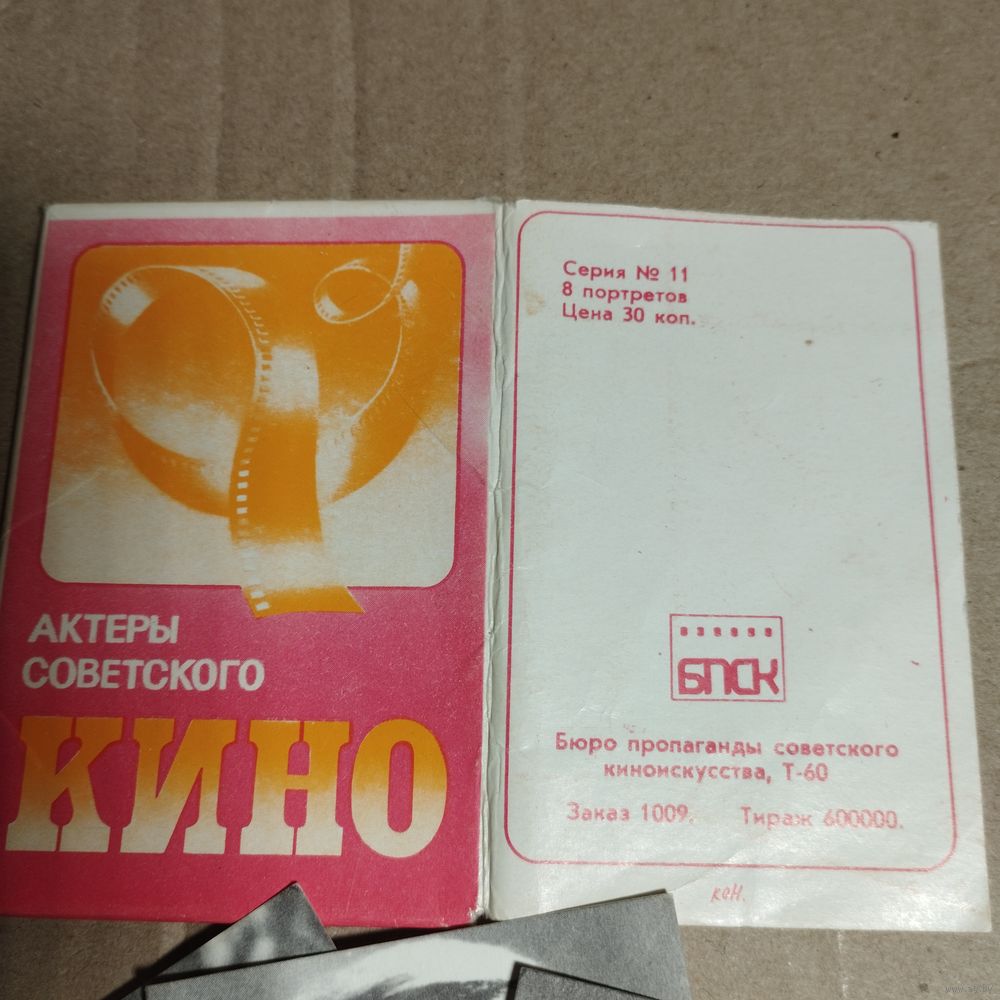 АКТЕРЫ
СОВЕТСКОГО
КИНО
Серия № 11
8 портретов
Цена 30 коп.
БПСК
Бюро пропаганды советского
киноискусства, Т-60
Заказ 1009. Тираж 600000.